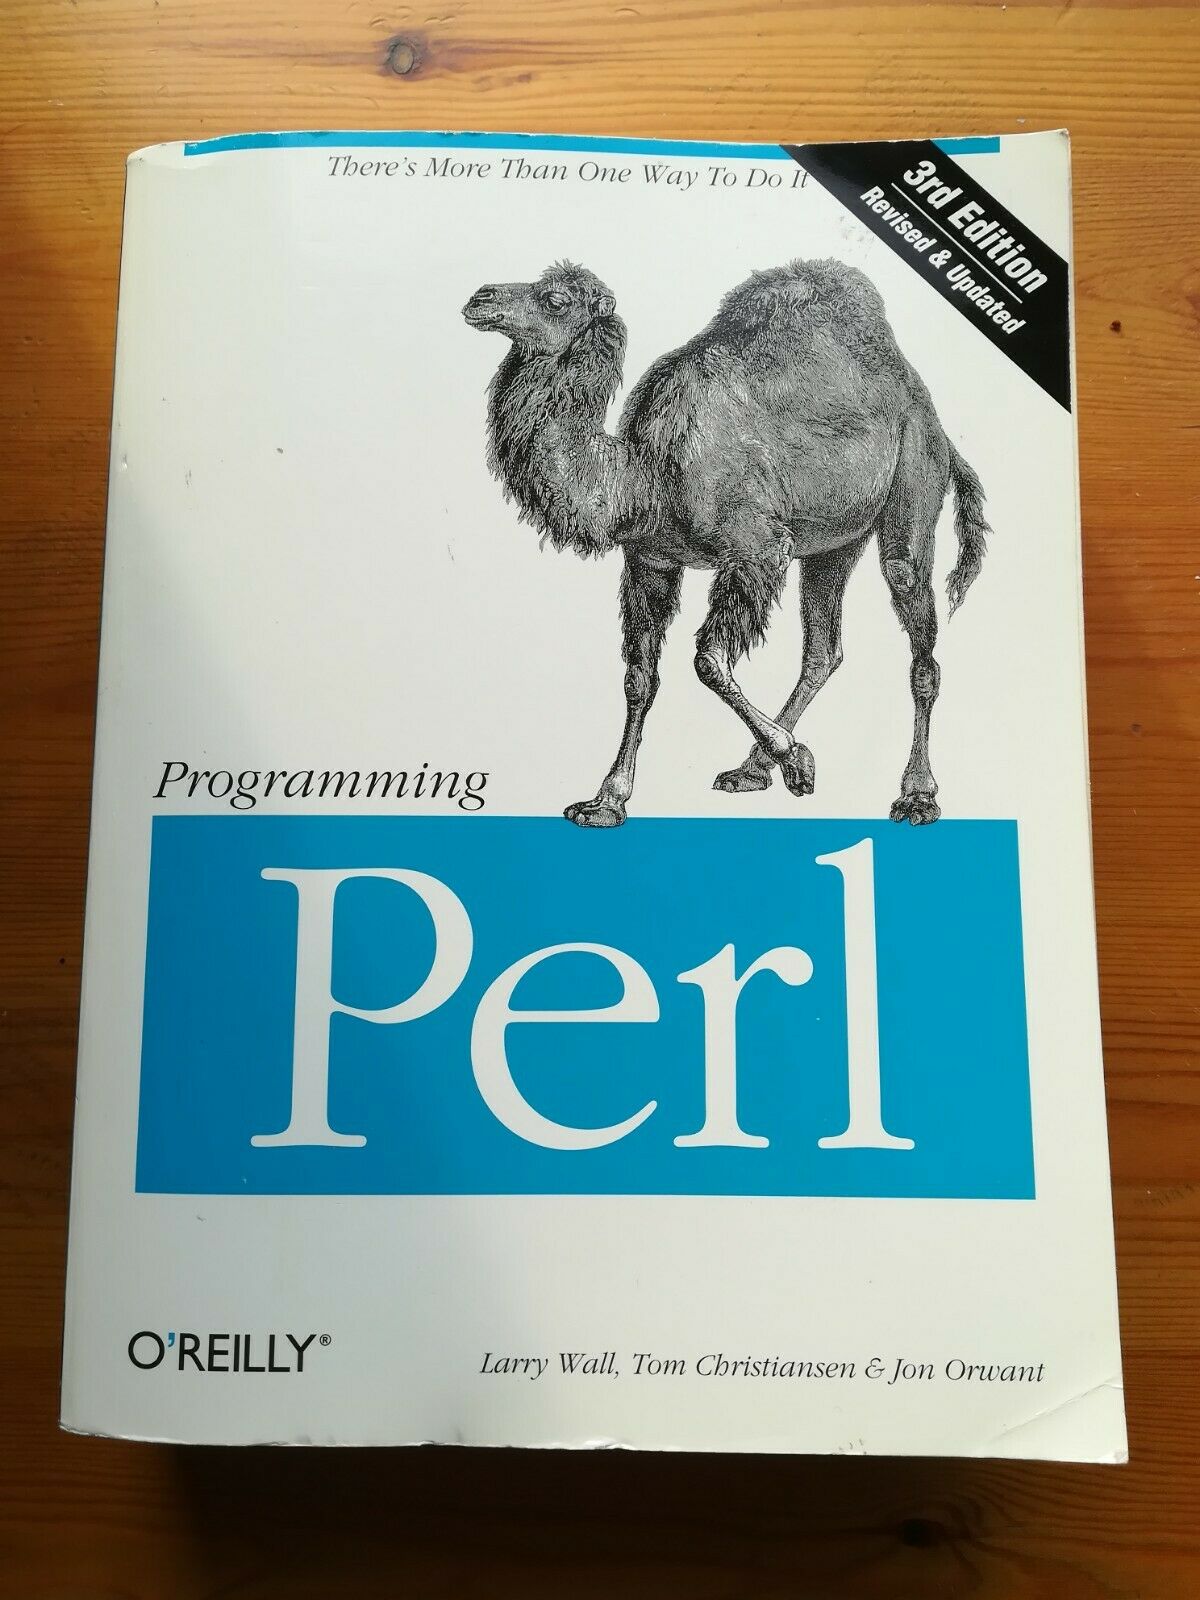 There's More Than One Way To Do It
3rd Edition
Revised & Updated
Programming
Perl
O'REILLY®
Larry Wall, Tom Christiansen & Jon Orwant